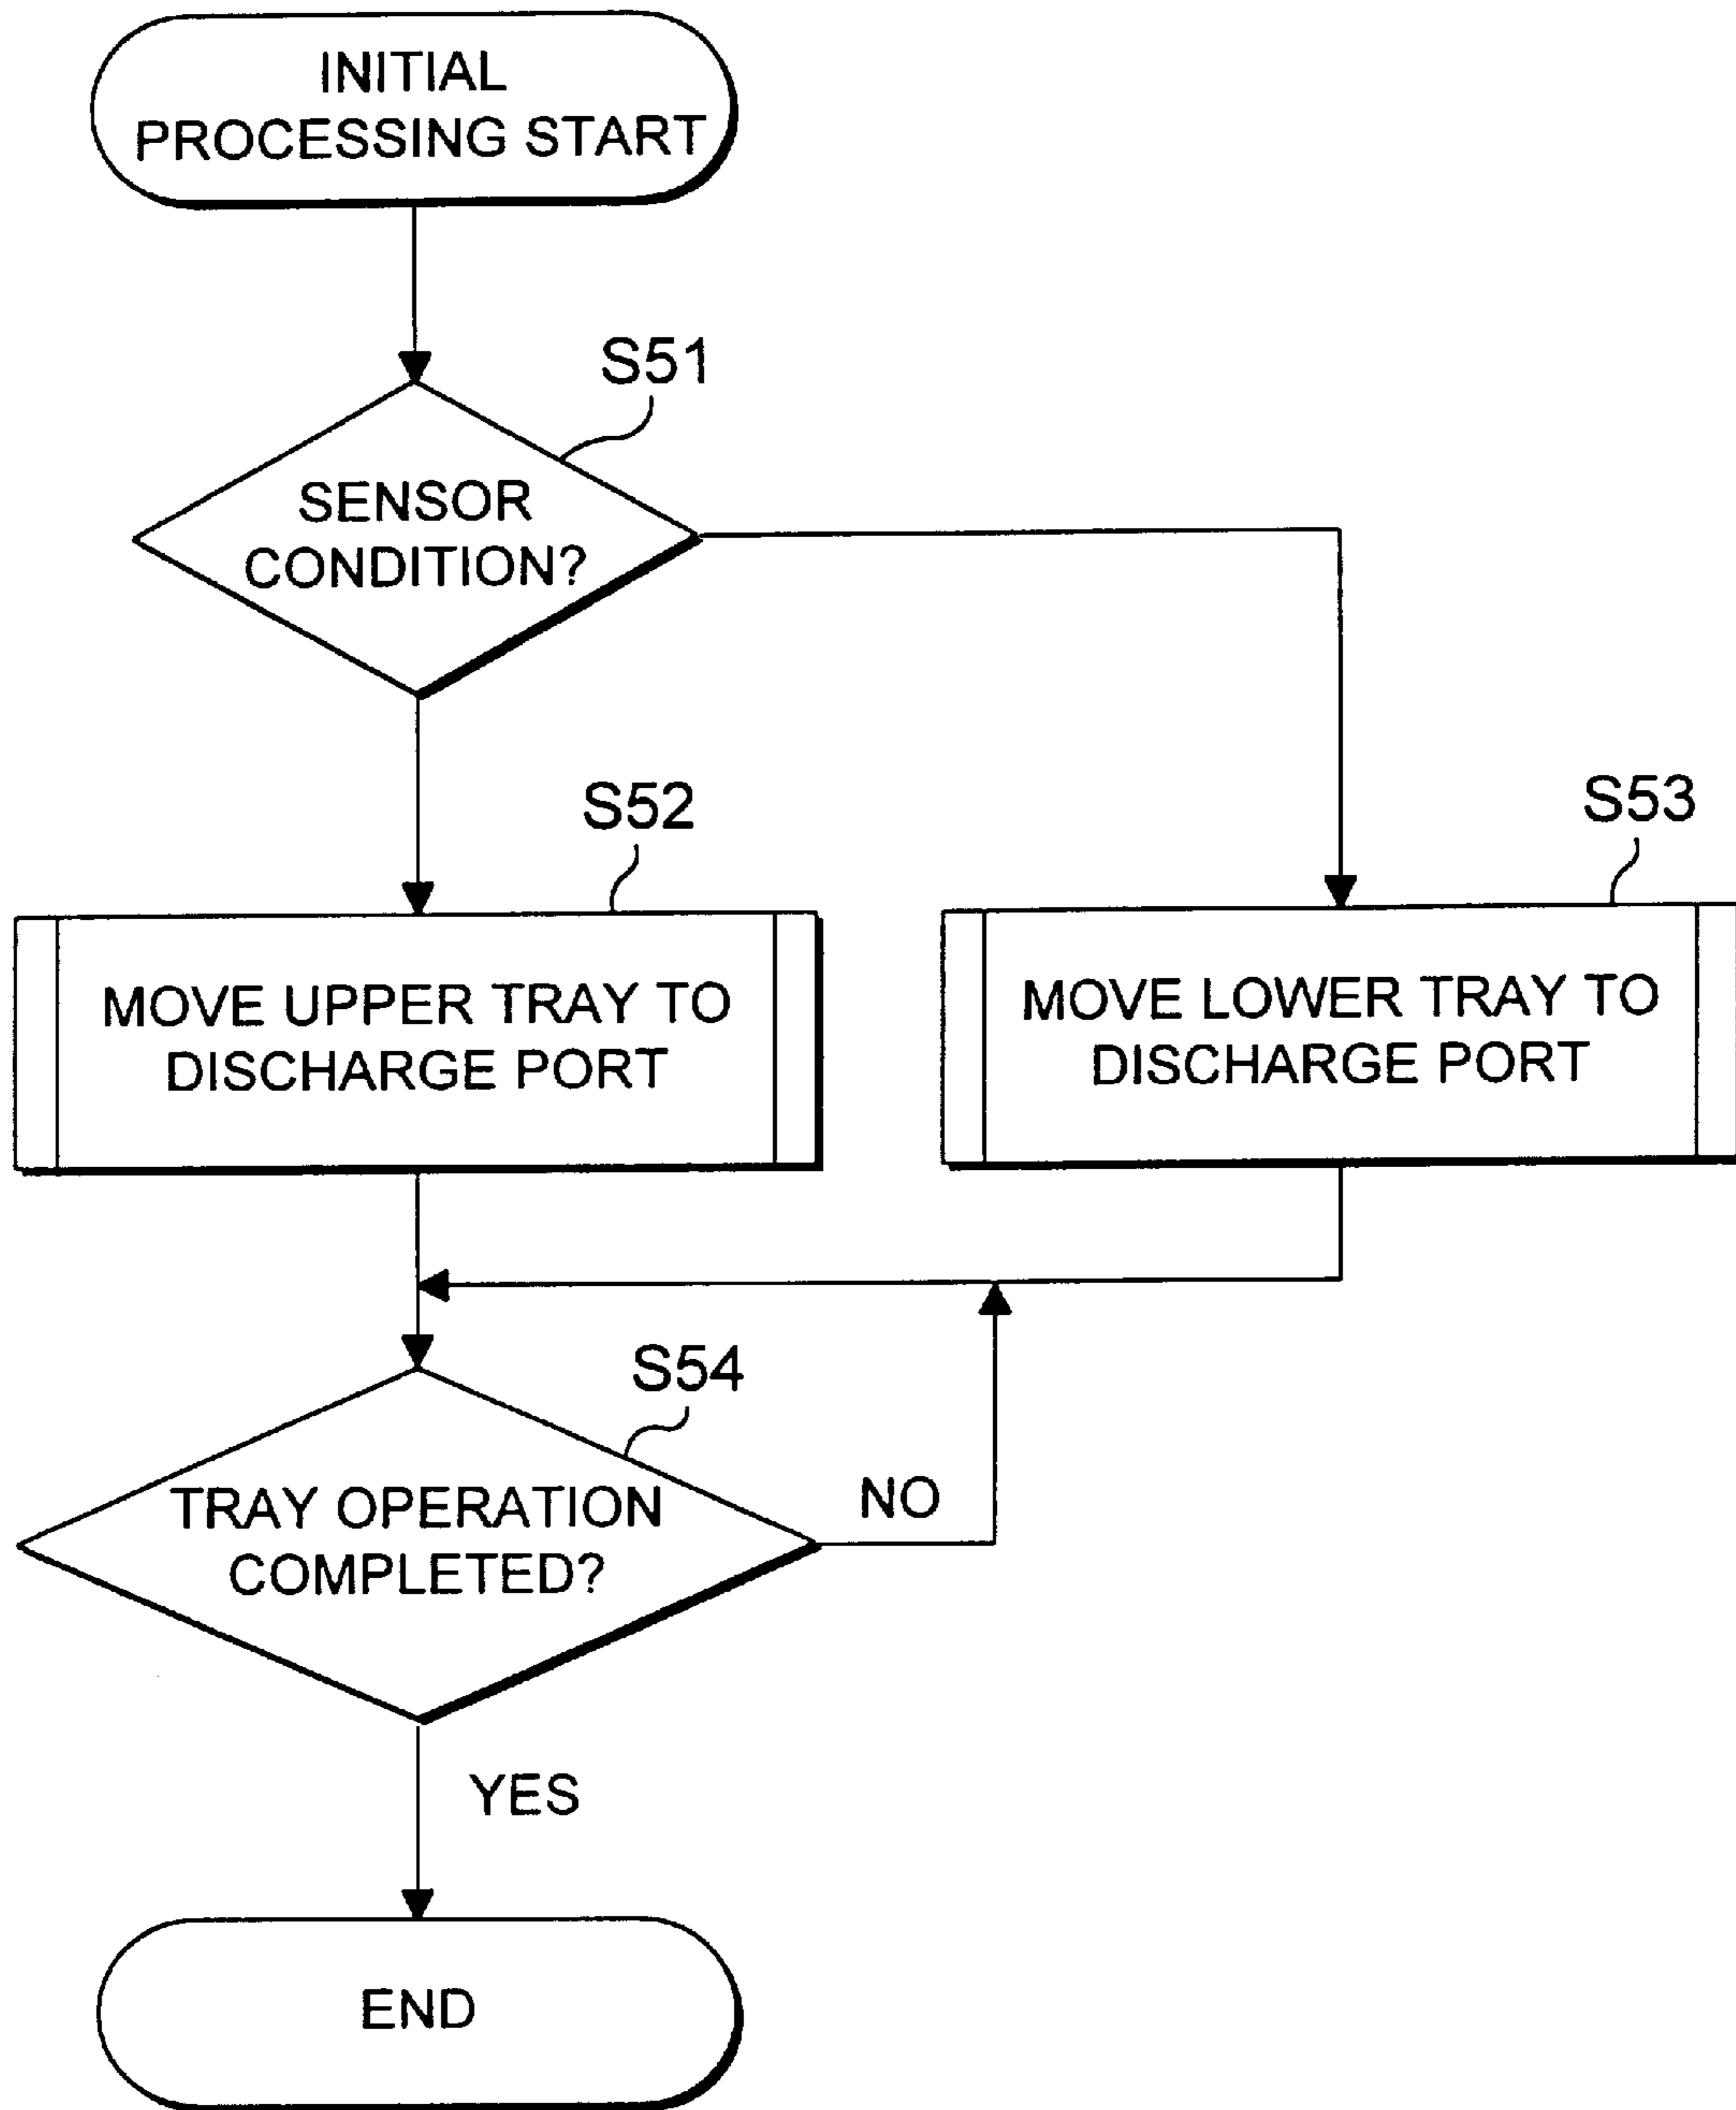 INITIAL
PROCESSING START
S51
SENSOR
CONDITION?
S52
MOVE UPPER TRAY TO
DISCHARGE PORT
S53
MOVE LOWER TRAY TO
DISCHARGE PORT
S54
TRAY OPERATION
COMPLETED?
NO
YES
END